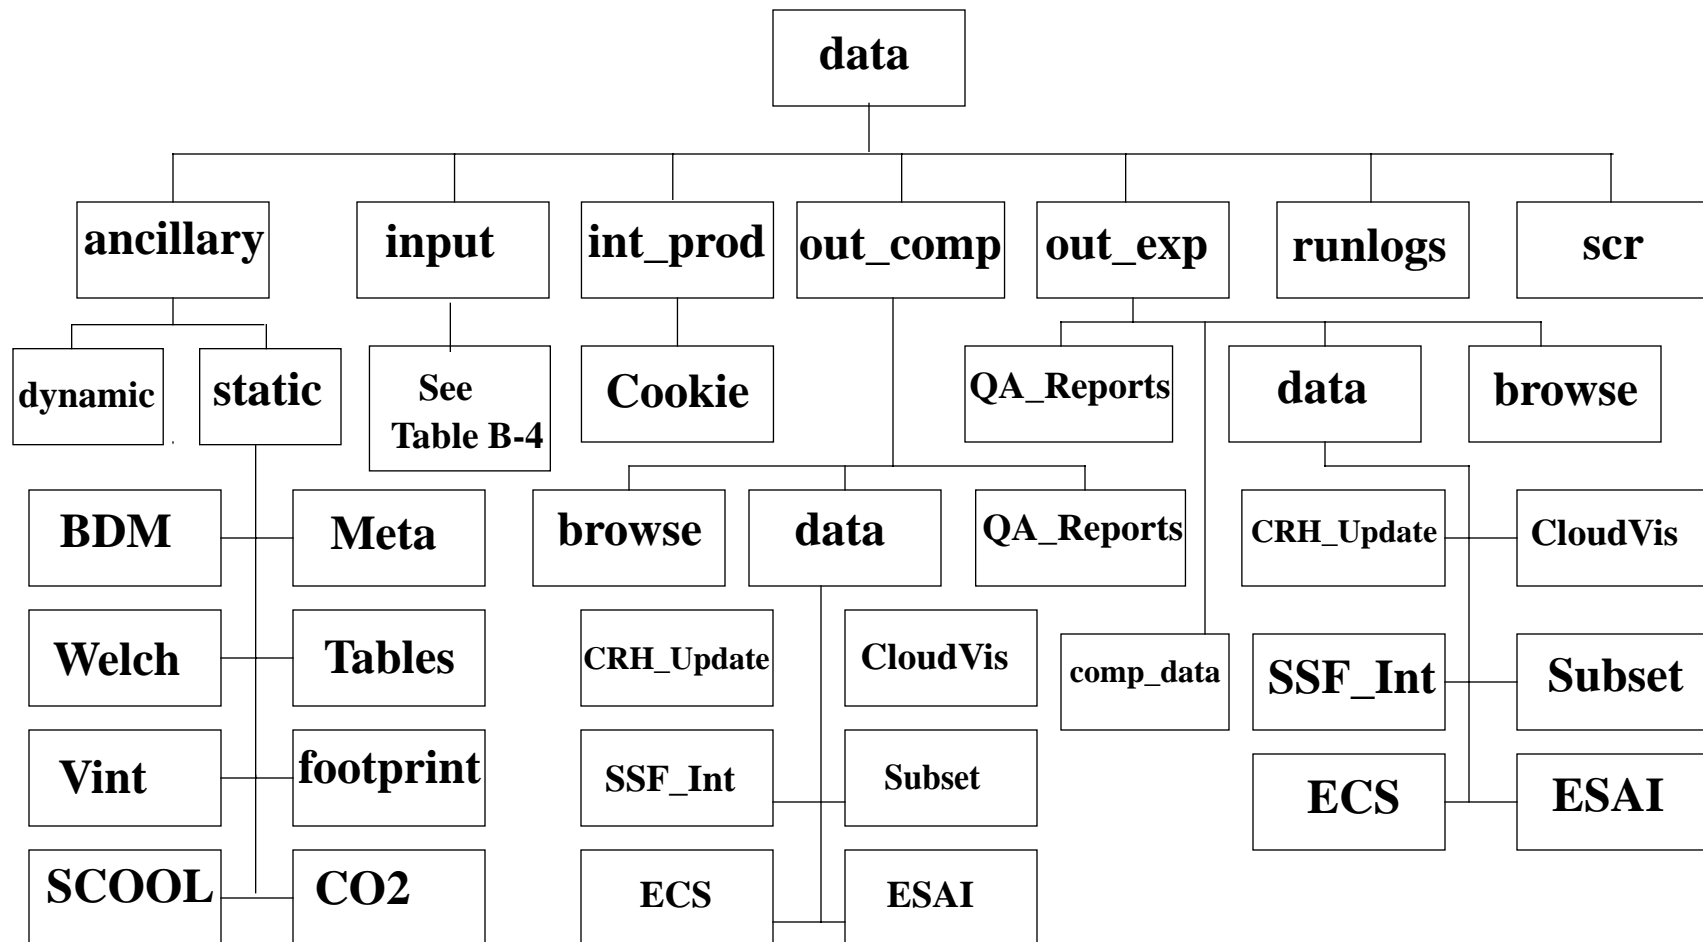 data
ancillary
input
int_prod
out_comp
out_exp
runlogs
scr
dynamic
static
See
Table B-4
Cookie
QA_Reports
data
browse
BDM
Meta
browse
data
QA_Reports
CRH_Update
CloudVis
Welch
Tables
CRH_Update
CloudVis
comp_data
SSF_Int
Subset
Vint
footprint
SSF_Int
Subset
ECS
ESAI
SCOOL
CO2
ECS
ESAI